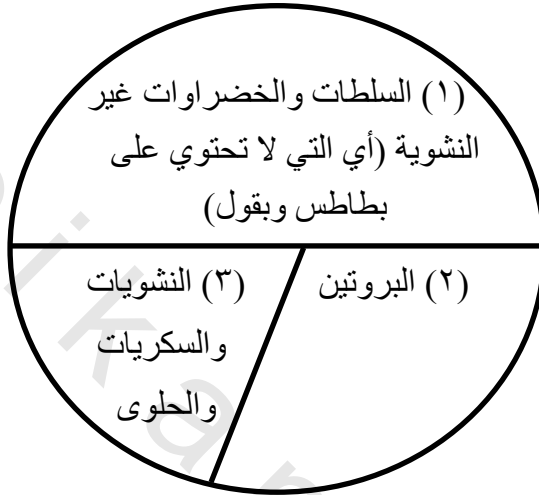 (١) السلطات والخضراوات غير
النشوية (أي التي لا تحتوي على
بطاطس وبقول)
(٢) البروتين
(٣) النشويات
والسكريات
والحلوى